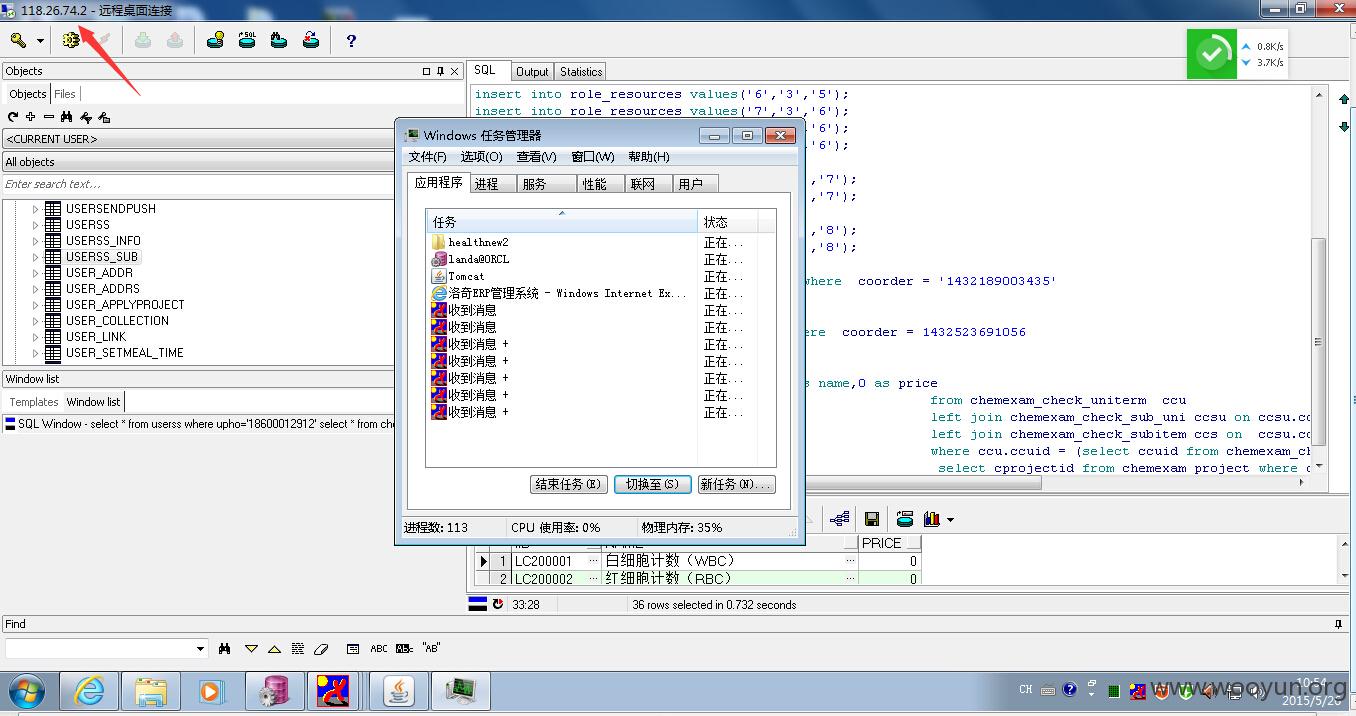 118.26.74.2 - 远程桌面连接
0.8K/s
3.7K/s
Objects
SQL Output Statistics
Objects Files
<CURRENT USER>
All objects
Enter search text...
USERSENDPUSH
USERSS
USERSS_INFO
USERSS_SUB
USER_ADDR
USER_ADDRS
USER_APPLYPROJECT
USER_COLLECTION
USER_LINK
USER_SETMEAL_TIME
Window list
Templates Window list
SQL Window - select * from userss where upho='18600012912' select * from che
insert into role_resources values('6','3','5');
insert into role_resources values('7','3','6');
,'6');
,'6');
,'7');
,'7');
,'8');
,'8');
where coorder = '1432189003435'
ere coorder = 1432523691056
s name,0 as price
from chemexam_check_uniterm ccu
left join chemexam_check_sub_uni ccsu on ccsu.cc
left join chemexam_check_subitem ccs on ccsu.cc
where ccu.ccuid = (select ccuid from chemexam_ch
select cprojectid from chemexam_project where c
Windows 任务管理器
文件(F) 选项(O) 查看(V) 窗口(W) 帮助(H)
应用程序 进程 服务 性能 联网 用户
任务 状态
healthnew2 正在...
landa@ORCL 正在...
Tomcat 正在...
洛奇ERP管理系统 - Windows Internet Ex... 正在...
收到消息 正在...
收到消息 正在...
收到消息 + 正在...
收到消息 + 正在...
收到消息 + 正在...
收到消息 + 正在...
收到消息 + 正在...
结束任务(E) 切换至(S) 新任务(N)...
进程数: 113 CPU 使用率: 0% 物理内存: 35%
PRICE
1 LC200001 ... 白细胞计数（WBC） ... 0
2 LC200002 ... 红细胞计数（RBC） ... 0
33:28 36 rows selected in 0.732 seconds
Find
ABC "AB"
CH
10:54
www.wooyun.org